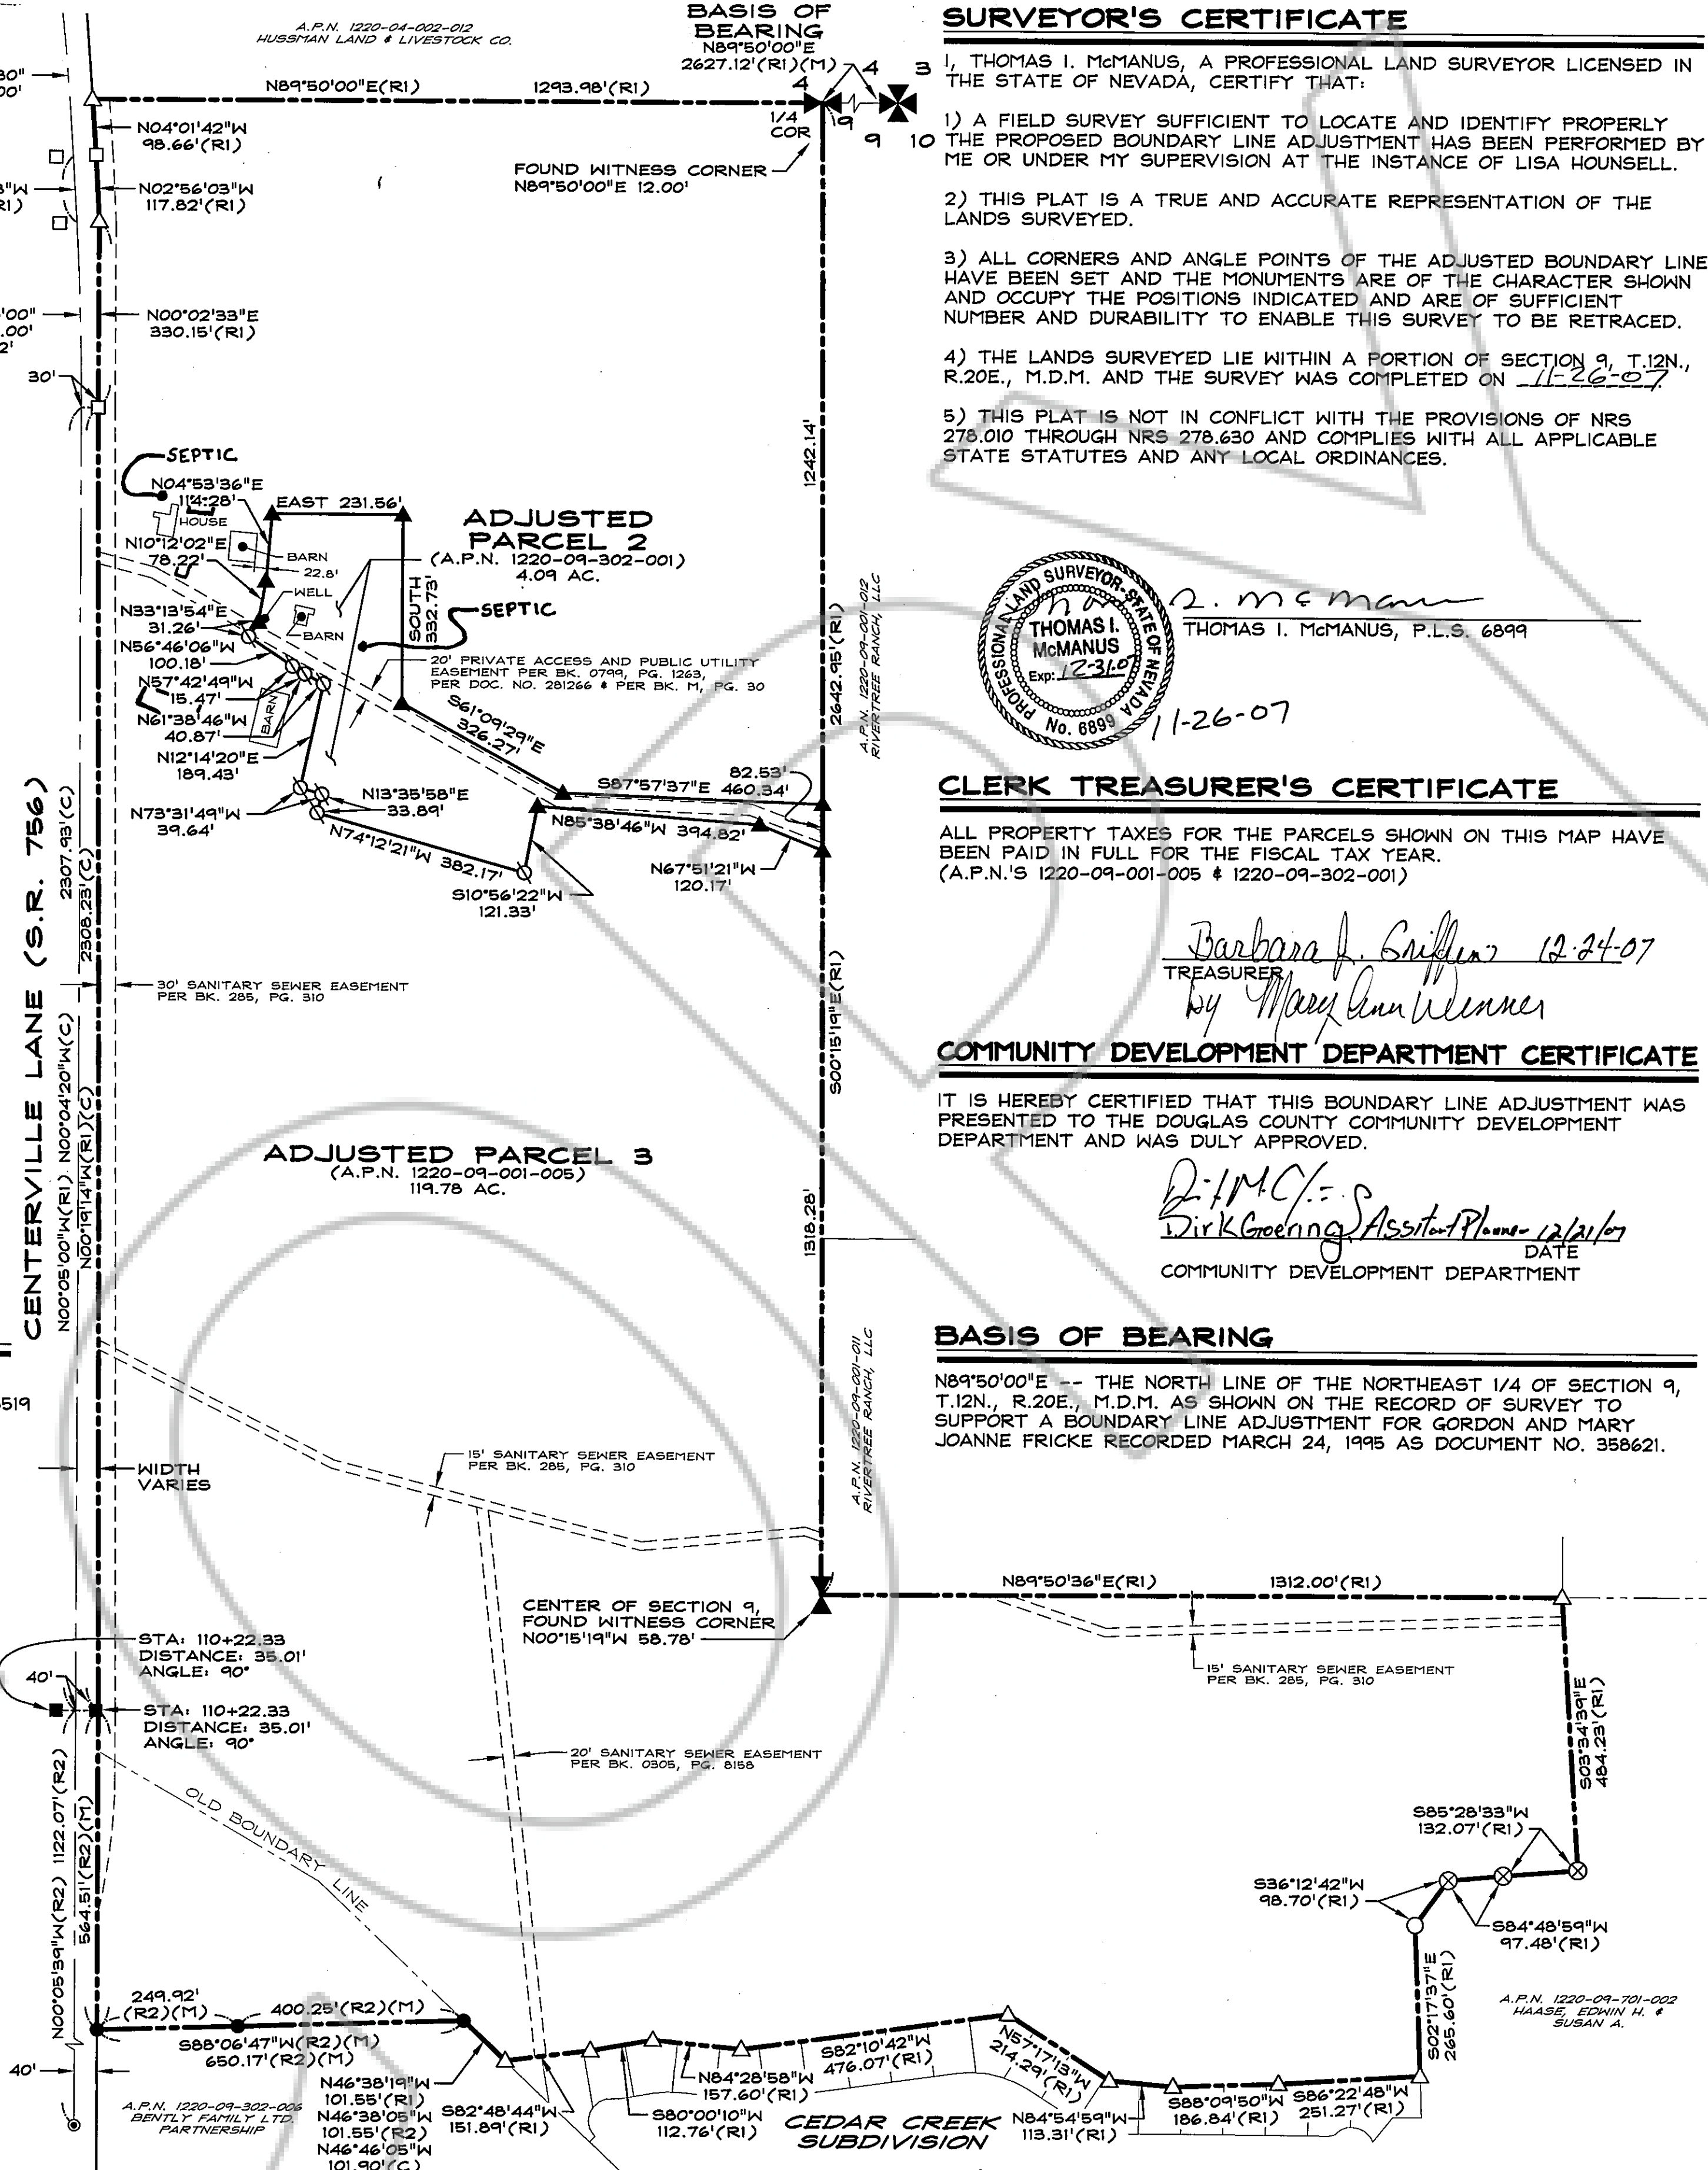 A.P.N. 1220-04-002-012
HUSSMAN LAND & LIVESTOCK CO.
BASIS OF
BEARING
N89°50'00"E
2627.12'(R1)(M)
4
3
4
9
9
10
1/4
COR
N89°50'00"E(R1)
1293.98'(R1)
FOUND WITNESS CORNER
N89°50'00"E 12.00'
N04°01'42"W
98.66'(R1)
N02°56'03"W
117.82'(R1)
N00°02'33"E
330.15'(R1)
30'
SEPTIC
N04°53'36"E
114.28'
HOUSE
EAST 231.56'
N10°12'02"E
78.22'
BARN
22.8'
WELL
BARN
N33°13'54"E
31.26'
N56°46'06"W
100.18'
N57°42'49"W
15.47'
N61°38'46"W
40.87'
BARN
N12°14'20"E
189.43'
N73°31'49"W
39.64'
N13°35'58"E
33.89'
N74°12'21"W 382.17'
S10°56'22"W
121.33'
ADJUSTED
PARCEL 2
(A.P.N. 1220-09-302-001)
4.09 AC.
SOUTH
332.73'
SEPTIC
20' PRIVATE ACCESS AND PUBLIC UTILITY
EASEMENT PER BK. 0799, PG. 1263,
PER DOC. NO. 281266 & PER BK. M, PG. 30
S61°09'29"E
326.27'
S87°57'37"E 460.34'
82.53'
N85°38'46"W 394.82'
N67°51'21"W
120.17'
1242.14'
2642.95'(R1)
S00°15'19"E(R1)
1318.28'
A.P.N. 1220-09-001-012
RIVERTREE RANCH, LLC
A.P.N. 1220-09-001-011
RIVERTREE RANCH, LLC
CENTERVILLE LANE (S.R. 756)
2307.93'(C)
2308.23'(C)
N00°05'00"W(R1) N00°04'20"W(C)
N00°19'14"W(R1)(C)
30' SANITARY SEWER EASEMENT
PER BK. 285, PG. 310
ADJUSTED PARCEL 3
(A.P.N. 1220-09-001-005)
119.78 AC.
WIDTH
VARIES
15' SANITARY SEWER EASEMENT
PER BK. 285, PG. 310
CENTER OF SECTION 9,
FOUND WITNESS CORNER
N00°15'19"W 58.78'
STA: 110+22.33
DISTANCE: 35.01'
ANGLE: 90°
40'
STA: 110+22.33
DISTANCE: 35.01'
ANGLE: 90°
20' SANITARY SEWER EASEMENT
PER BK. 0305, PG. 8158
OLD BOUNDARY LINE
N00°05'39"W(R2) 1122.07'(R2)
564.51'(R2)(M)
249.92'
(R2)(M)
400.25'(R2)(M)
S88°06'47"W(R2)(M)
650.17'(R2)(M)
40'
A.P.N. 1220-09-302-006
BENTLY FAMILY LTD.
PARTNERSHIP
N46°38'19"W
101.55'(R1)
N46°38'05"W
101.55'(R2)
N46°46'05"W
101.90'(C)
S82°48'44"W
151.89'(R1)
S80°00'10"W
112.76'(R1)
N84°28'58"W
157.60'(R1)
S82°10'42"W
476.07'(R1)
N57°17'13"W
214.29'(R1)
CEDAR CREEK
SUBDIVISION
N84°54'59"W
113.31'(R1)
S88°09'50"W
186.84'(R1)
S86°22'48"W
251.27'(R1)
S02°17'37"E
265.60'(R1)
S36°12'42"W
98.70'(R1)
S84°48'59"W
97.48'(R1)
S85°28'33"W
132.07'(R1)
S03°34'39"E
484.23'(R1)
N89°50'36"E(R1)
1312.00'(R1)
15' SANITARY SEWER EASEMENT
PER BK. 285, PG. 310
A.P.N. 1220-09-701-002
HAASE, EDWIN H. &
SUSAN A.
SURVEYOR'S CERTIFICATE
I, THOMAS I. McMANUS, A PROFESSIONAL LAND SURVEYOR LICENSED IN
THE STATE OF NEVADA, CERTIFY THAT:
1) A FIELD SURVEY SUFFICIENT TO LOCATE AND IDENTIFY PROPERLY
THE PROPOSED BOUNDARY LINE ADJUSTMENT HAS BEEN PERFORMED BY
ME OR UNDER MY SUPERVISION AT THE INSTANCE OF LISA HOUNSELL.
2) THIS PLAT IS A TRUE AND ACCURATE REPRESENTATION OF THE
LANDS SURVEYED.
3) ALL CORNERS AND ANGLE POINTS OF THE ADJUSTED BOUNDARY LINE
HAVE BEEN SET AND THE MONUMENTS ARE OF THE CHARACTER SHOWN
AND OCCUPY THE POSITIONS INDICATED AND ARE OF SUFFICIENT
NUMBER AND DURABILITY TO ENABLE THIS SURVEY TO BE RETRACED.
4) THE LANDS SURVEYED LIE WITHIN A PORTION OF SECTION 9, T.12N.,
R.20E., M.D.M. AND THE SURVEY WAS COMPLETED ON 11-26-07
5) THIS PLAT IS NOT IN CONFLICT WITH THE PROVISIONS OF NRS
278.010 THROUGH NRS 278.630 AND COMPLIES WITH ALL APPLICABLE
STATE STATUTES AND ANY LOCAL ORDINANCES.
PROFESSIONAL LAND SURVEYOR-STATE OF NEVADA
THOMAS I.
McMANUS
Exp: 12-31-07
No. 6899
11-26-07
THOMAS I. McMANUS, P.L.S. 6899
CLERK TREASURER'S CERTIFICATE
ALL PROPERTY TAXES FOR THE PARCELS SHOWN ON THIS MAP HAVE
BEEN PAID IN FULL FOR THE FISCAL TAX YEAR.
(A.P.N.'S 1220-09-001-005 & 1220-09-302-001)
Barbara J. Griffin 12-24-07
TREASURER
by Mary Ann Wenner
COMMUNITY DEVELOPMENT DEPARTMENT CERTIFICATE
IT IS HEREBY CERTIFIED THAT THIS BOUNDARY LINE ADJUSTMENT WAS
PRESENTED TO THE DOUGLAS COUNTY COMMUNITY DEVELOPMENT
DEPARTMENT AND WAS DULY APPROVED.
Dirk Goering, Assitant Planner 12/21/07
DATE
COMMUNITY DEVELOPMENT DEPARTMENT
BASIS OF BEARING
N89°50'00"E -- THE NORTH LINE OF THE NORTHEAST 1/4 OF SECTION 9,
T.12N., R.20E., M.D.M. AS SHOWN ON THE RECORD OF SURVEY TO
SUPPORT A BOUNDARY LINE ADJUSTMENT FOR GORDON AND MARY
JOANNE FRICKE RECORDED MARCH 24, 1995 AS DOCUMENT NO. 358621.